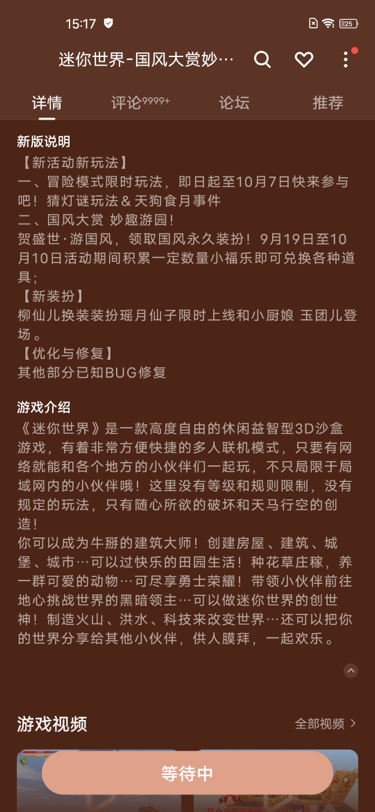 15:17
25
迷你世界-国风大赏妙…
详情
评论9999+
论坛
推荐
新版说明
【新活动新玩法】
一、冒险模式限时玩法，即日起至10月7日快来参与
吧！猜灯谜玩法＆天狗食月事件
二、国风大赏 妙趣游园！
贺盛世·游国风，领取国风永久装扮！9月19日至10
月10日活动期间积累一定数量小福乐即可兑换各种道
具；
【新装扮】
柳仙儿换装装扮瑶月仙子限时上线和小厨娘 玉团儿登
场。
【优化与修复】
其他部分已知BUG修复
游戏介绍
《迷你世界》是一款高度自由的休闲益智型3D沙盒
游戏，有着非常方便快捷的多人联机模式，只要有网
络就能和各个地方的小伙伴们一起玩，不只局限于局
域网内的小伙伴哦！这里没有等级和规则限制，没有
规定的玩法，只有随心所欲的破坏和天马行空的创
造！
你可以成为牛掰的建筑大师！创建房屋、建筑、城
堡、城市…可以过快乐的田园生活！种花草庄稼，养
一群可爱的动物…可尽享勇士荣耀！带领小伙伴前往
地心挑战世界的黑暗领主…可以做迷你世界的创世
神！制造火山、洪水、科技来改变世界…还可以把你
的世界分享给其他小伙伴，供人膜拜，一起欢乐。
游戏视频
全部视频
等待中